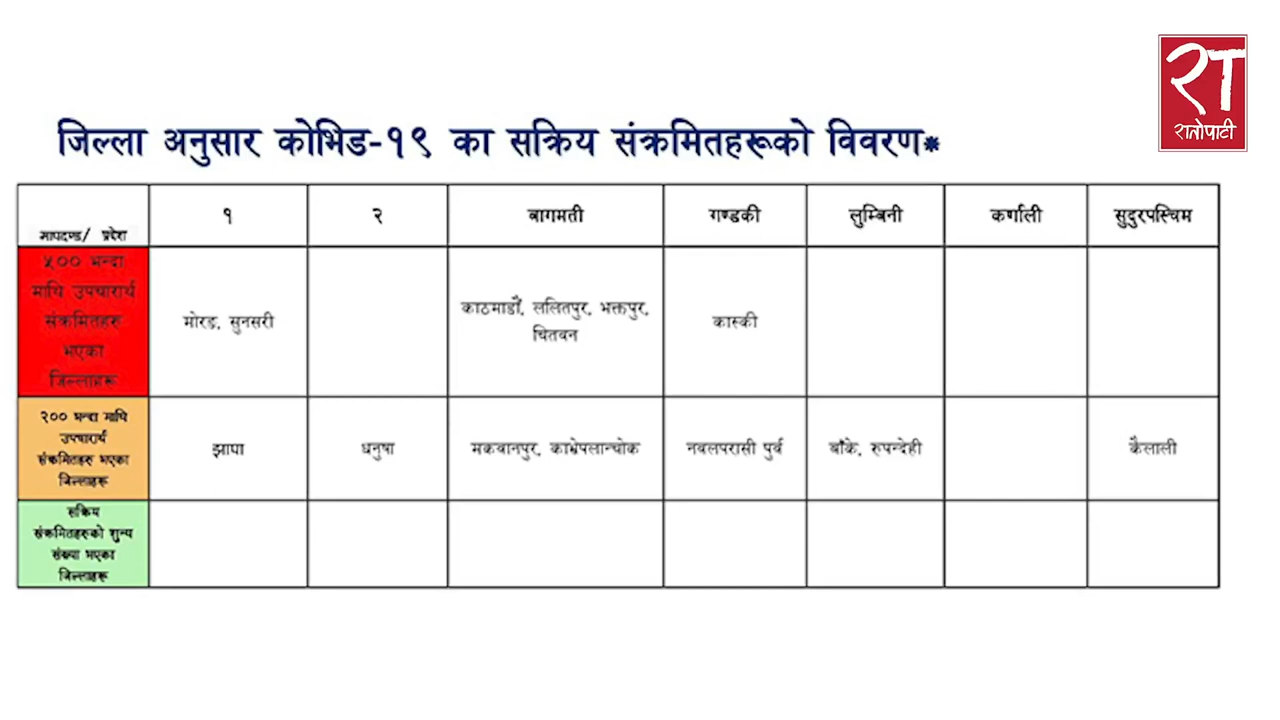 रा
रातोपाटी
जिल्ला अनुसार कोभिड-१९ का सक्रिय संक्रमितहरूको विवरण*
मापदण्ड/ प्रदेश
१
२
बागमती
गण्डकी
लुम्बिनी
कर्णाली
सुदुरपस्चिम
५०० भन्दा
माथि उपचारार्थ
संक्रमितहरु
भएका
जिल्लाहरू
मोरङ, सुनसरी
काठमाडौं, ललितपुर, भक्तपुर,
चितवन
कास्की
२०० भन्दा माथि
उपचारार्थ
संक्रमितहरु भएका
जिल्लाहरू
झापा
धनुषा
मकवानपुर, काभ्रेपलान्चोक
नवलपरासी पुर्व
बाँके, रुपन्देही
कैलाली
सक्रिय
संक्रमितहरुको शुन्य
संख्या भएका
जिल्लाहरू